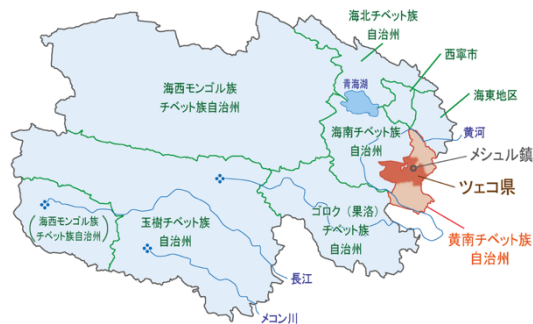 海北チベット族
自治州
西寧市
海西モンゴル族
チベット族自治州
青海湖
海東地区
海南チベット族
自治州
黄河
メシュル鎮
ツェコ県
(海西モンゴル族
チベット族自治州)
玉樹チベット族
自治州
ゴロク（果洛）
チベット族
自治州
黄南チベット族
自治州
長江
メコン川